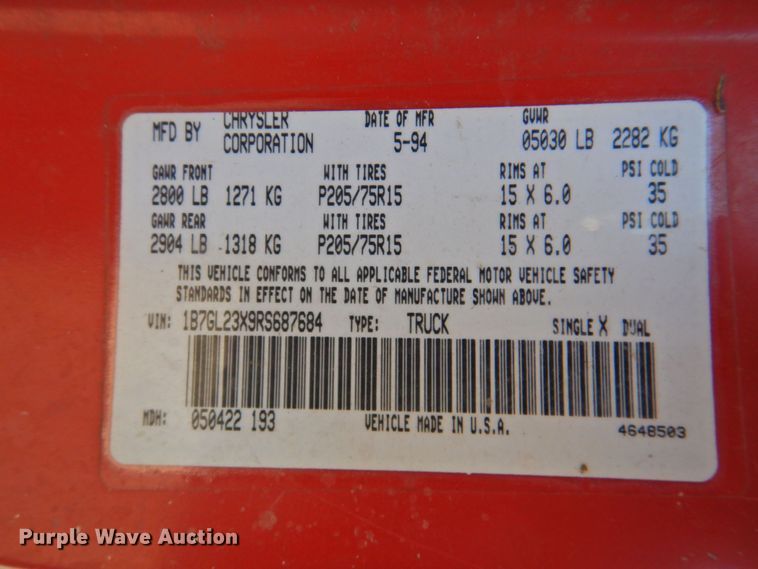 MFD BY CHRYSLER CORPORATION DATE OF MFR 5-94 GVWR 05030 LB 2282 KG
GAWR FRONT WITH TIRES RIMS AT PSI COLD
2800 LB 1271 KG P205/75R15 15 X 6.0 35
GAWR REAR WITH TIRES RIMS AT PSI COLD
2904 LB 1318 KG P205/75R15 15 X 6.0 35
THIS VEHICLE CONFORMS TO ALL APPLICABLE FEDERAL MOTOR VEHICLE SAFETY
STANDARDS IN EFFECT ON THE DATE OF MANUFACTURE SHOWN ABOVE.
VIN: 1B7GL23X9RS687684 TYPE: TRUCK SINGLE X DUAL
MDH: 050422 193 VEHICLE MADE IN U.S.A. 4648503
Purple Wave Auction